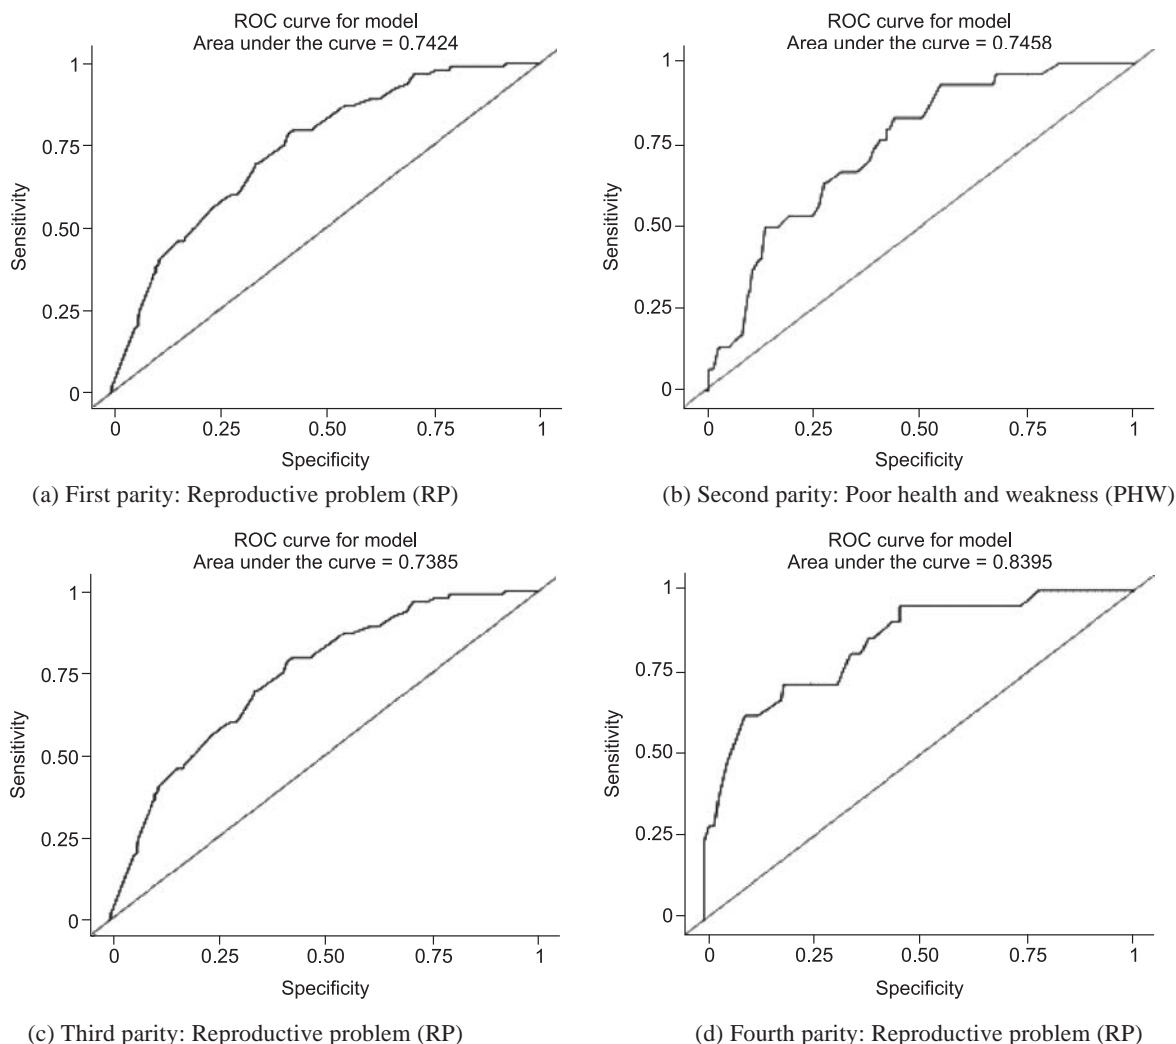 ROC curve for model
Area under the curve = 0.7424
1
0.75
0.50
0.25
0
Sensitivity
0
0.25
0.50
0.75
1
Specificity
(a) First parity: Reproductive problem (RP)
ROC curve for model
Area under the curve = 0.7458
1
0.75
0.50
0.25
0
Sensitivity
0
0.25
0.50
0.75
1
Specificity
(b) Second parity: Poor health and weakness (PHW)
ROC curve for model
Area under the curve = 0.7385
1
0.75
0.50
0.25
0
Sensitivity
0
0.25
0.50
0.75
1
Specificity
(c) Third parity: Reproductive problem (RP)
ROC curve for model
Area under the curve = 0.8395
1
0.75
0.50
0.25
0
Sensitivity
0
0.25
0.50
0.75
1
Specificity
(d) Fourth parity: Reproductive problem (RP)